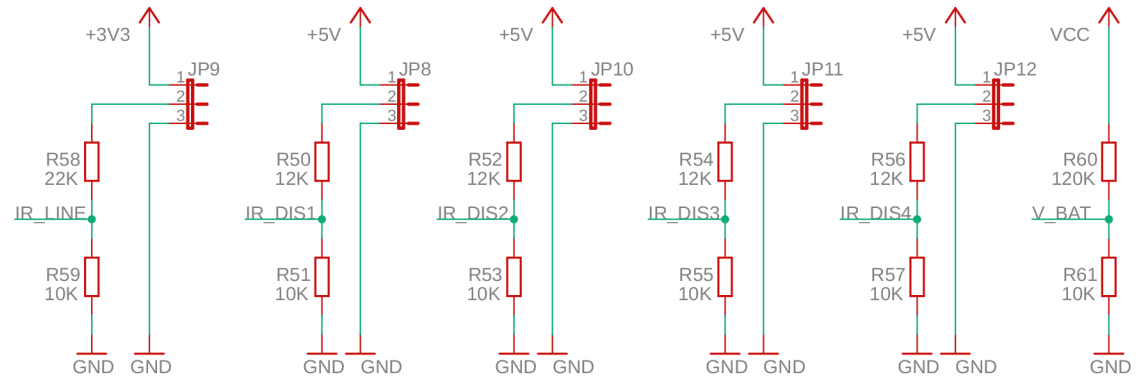 +3V3
JP9
1
2
3
R58
22K
IR_LINE
R59
10K
GND
GND
+5V
JP8
1
2
3
R50
12K
IR_DIS1
R51
10K
GND
GND
+5V
JP10
1
2
3
R52
12K
IR_DIS2
R53
10K
GND
GND
+5V
JP11
1
2
3
R54
12K
IR_DIS3
R55
10K
GND
GND
+5V
JP12
1
2
3
R56
12K
IR_DIS4
R57
10K
GND
GND
VCC
R60
120K
V_BAT
R61
10K
GND